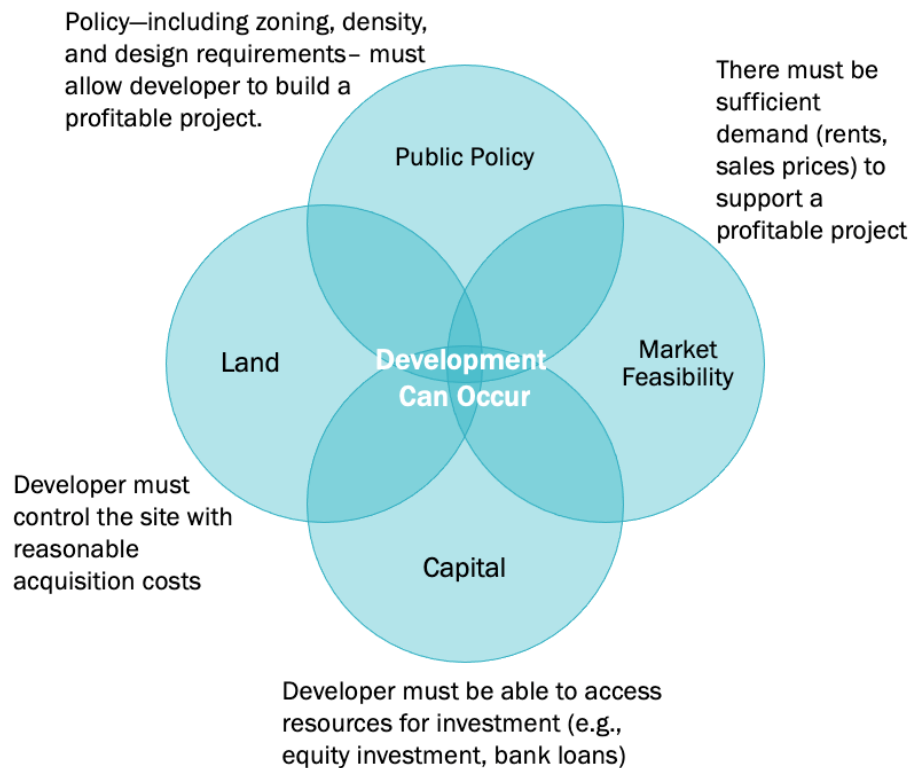 Policy—including zoning, density,
and design requirements– must
allow developer to build a
profitable project.
There must be
sufficient
demand (rents,
sales prices) to
support a
profitable project
Public Policy
Land
Development
Can Occur
Market
Feasibility
Developer must
control the site with
reasonable
acquisition costs
Capital
Developer must be able to access
resources for investment (e.g.,
equity investment, bank loans)